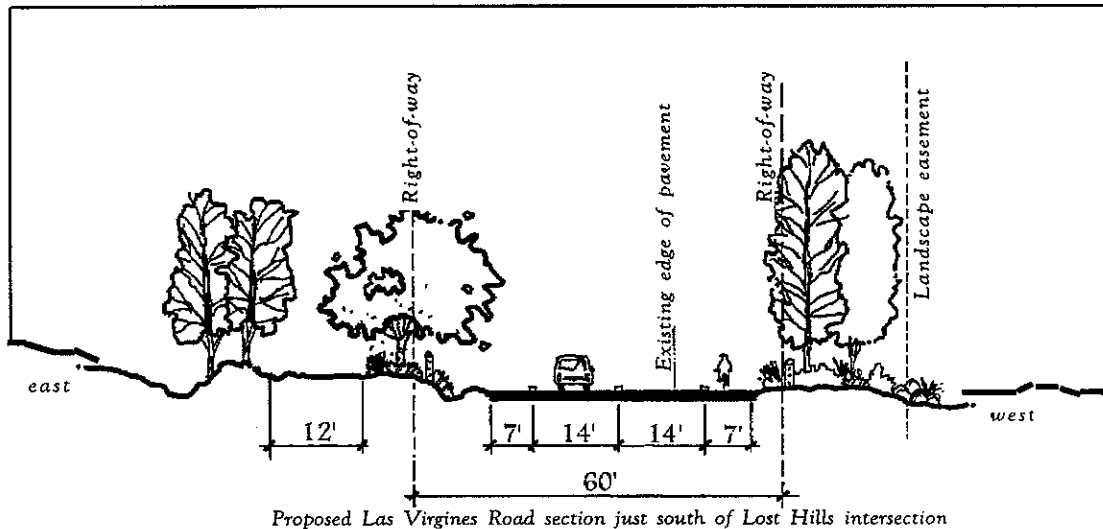 Right-of-way
Existing edge of pavement
Right-of-way
Landscape easement
east
west
12'
7'
14'
14'
7'
60'
Proposed Las Virgines Road section just south of Lost Hills intersection